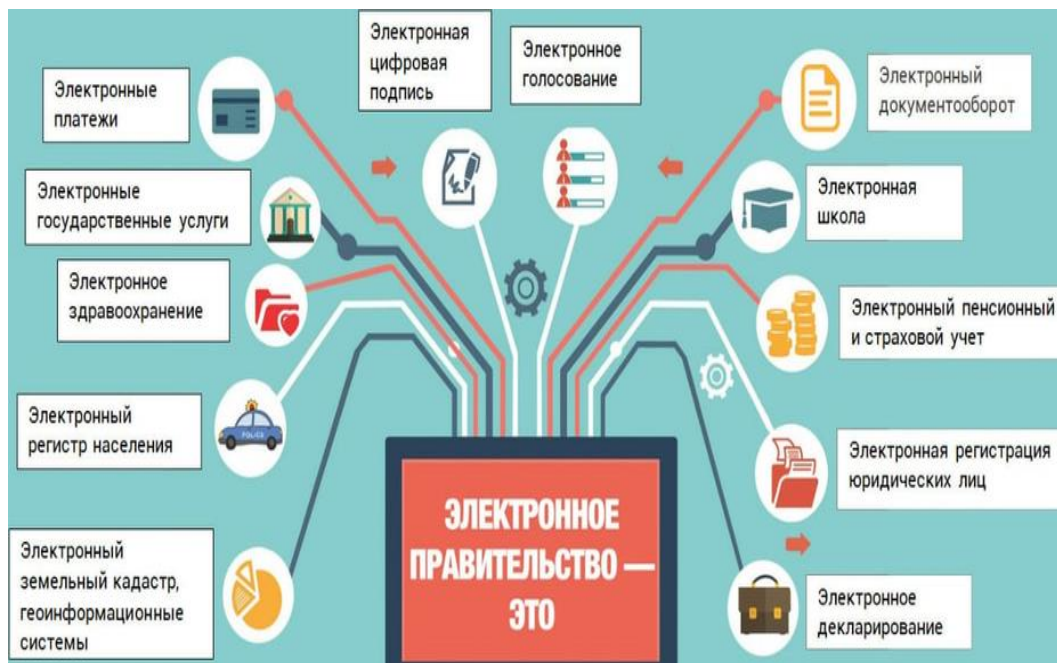 Электронная
цифровая
подпись
Электронное
голосование
Электронные
платежи
Электронный
документооборот
Электронные
государственные услуги
Электронная
школа
Электронное
здравоохранение
Электронный пенсионный
и страховой учет
Электронный
регистр населения
POLICA
Электронная регистрация
юридических лиц
Электронный
земельный кадастр,
геоинформационные
системы
Электронное
декларирование
ЭЛЕКТРОННОЕ
ПРАВИТЕЛЬСТВО —
ЭТО